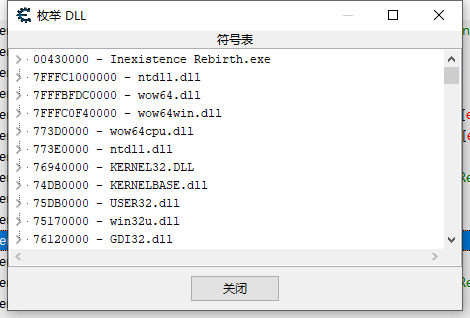 枚举 DLL
符号表
00430000 - Inexistence Rebirth.exe
7FFFC1000000 - ntdll.dll
7FFFBFDC0000 - wow64.dll
7FFFC0F40000 - wow64win.dll
773D0000 - wow64cpu.dll
773E0000 - ntdll.dll
76940000 - KERNEL32.DLL
74DB0000 - KERNELBASE.dll
75DB0000 - USER32.dll
75170000 - win32u.dll
76120000 - GDI32.dll
关闭